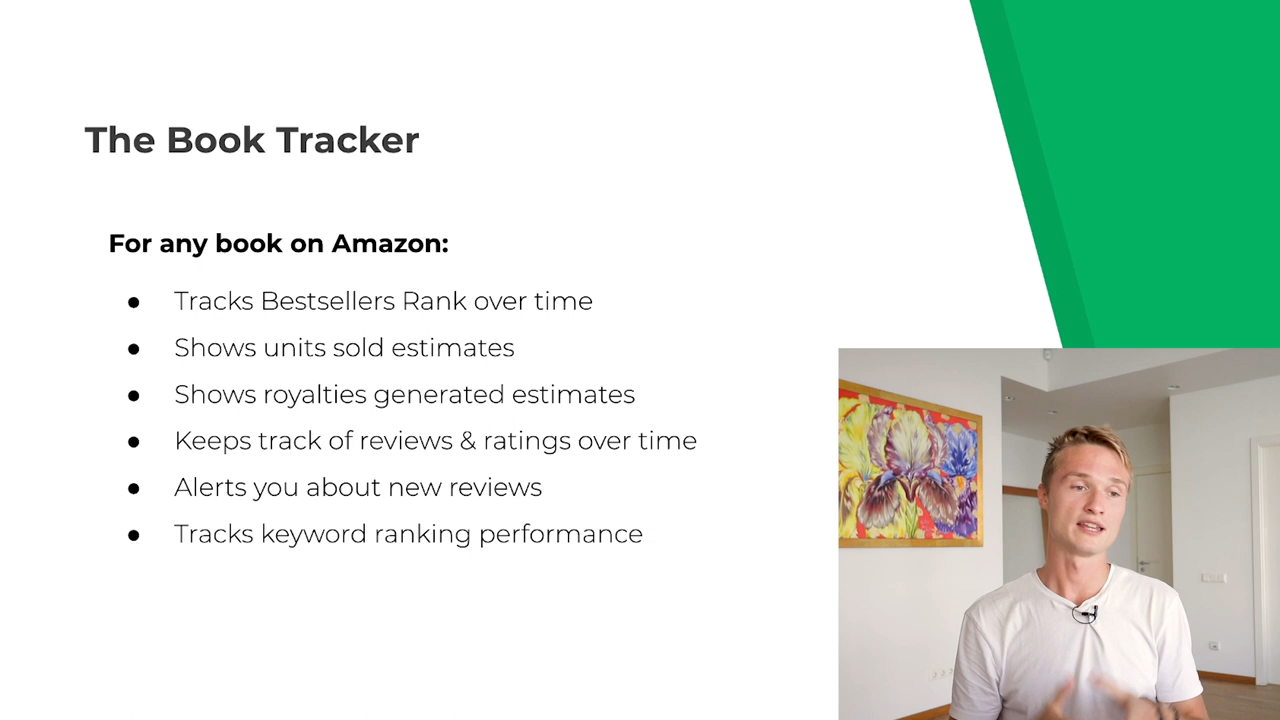 The Book Tracker
For any book on Amazon:
● Tracks Bestsellers Rank over time
● Shows units sold estimates
● Shows royalties generated estimates
● Keeps track of reviews & ratings over time
● Alerts you about new reviews
● Tracks keyword ranking performance